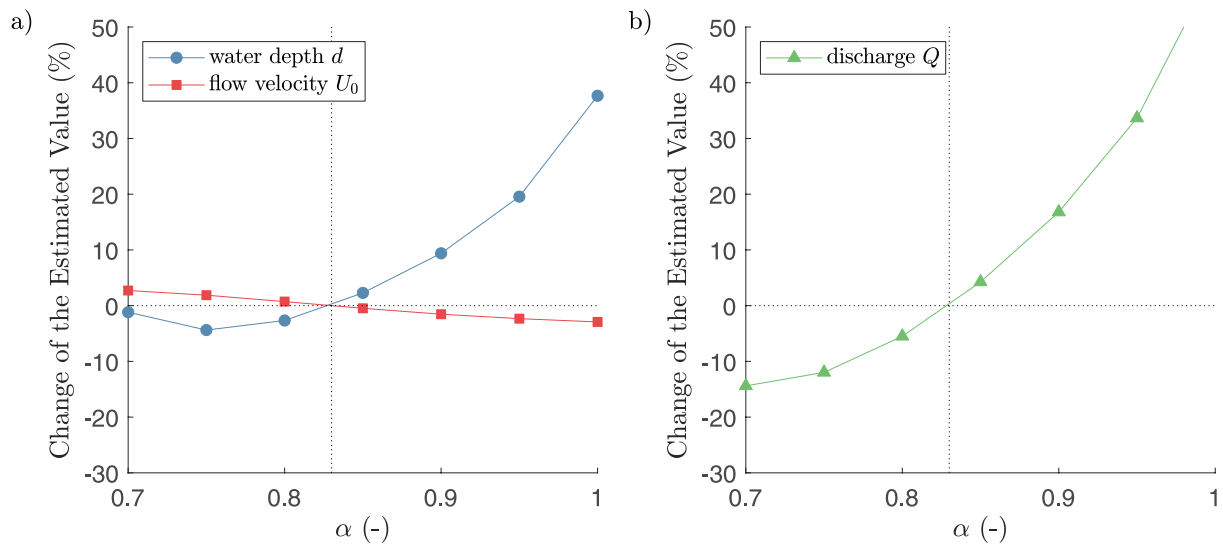 a)
Change of the Estimated Value (%)
50
40
30
20
10
0
-10
-20
-30
water depth d
flow velocity U₀
0.7
0.8
0.9
1
α (-)
b)
Change of the Estimated Value (%)
50
40
30
20
10
0
-10
-20
-30
discharge Q
0.7
0.8
0.9
1
α (-)